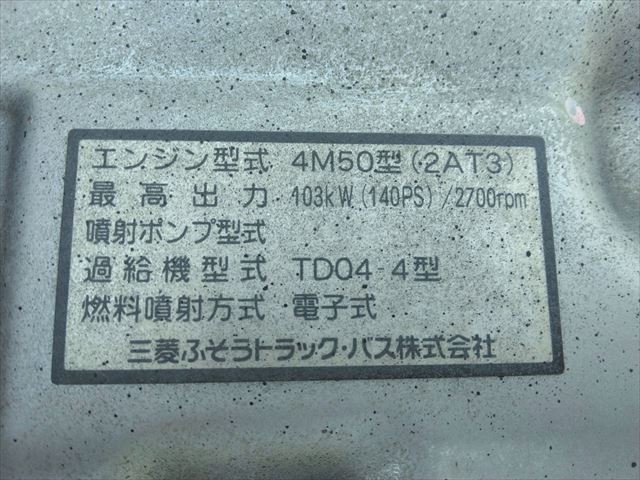 エンジン型式 4M50型(2AT3)
最高出力 103kW(140PS)/2700rpm
噴射ポンプ型式
過給機型式 TD04-4型
燃料噴射方式 電子式
三菱ふそうトラック・バス株式会社